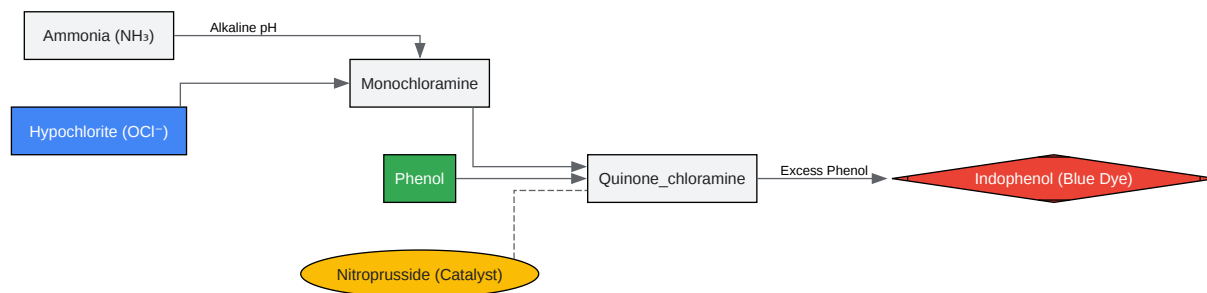 Ammonia (NH₃)
Alkaline pH
Monochloramine
Hypochlorite (OCl⁻)
Phenol
Quinone_chloramine
Excess Phenol
Indophenol (Blue Dye)
Nitroprusside (Catalyst)